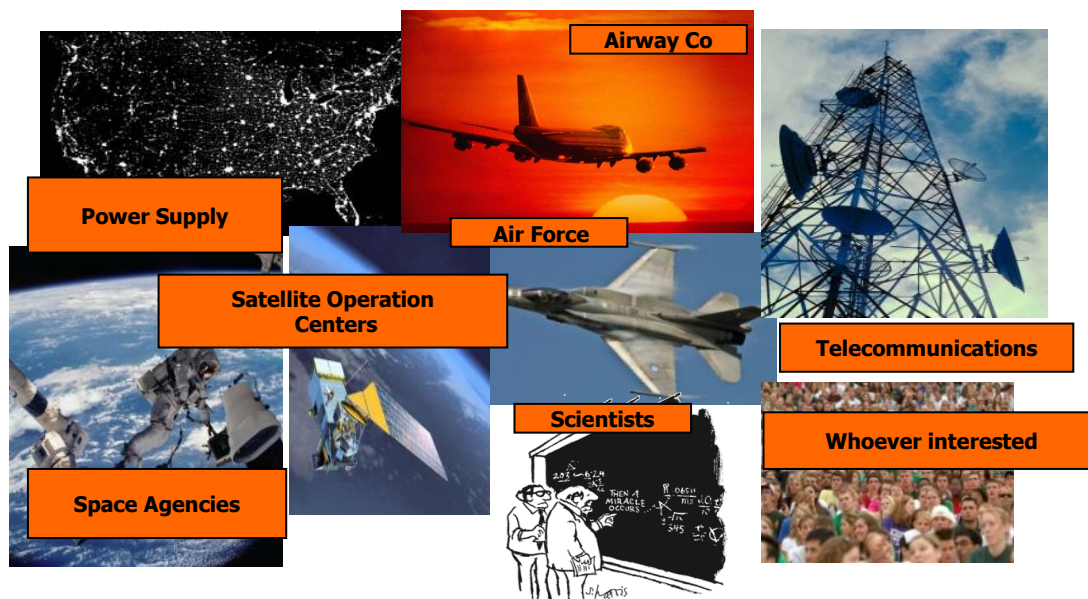 Airway Co
Power Supply
Air Force
Satellite Operation
Centers
Telecommunications
Scientists
Whoever interested
Space Agencies
THEN A
MIRACLE
OCCURS...